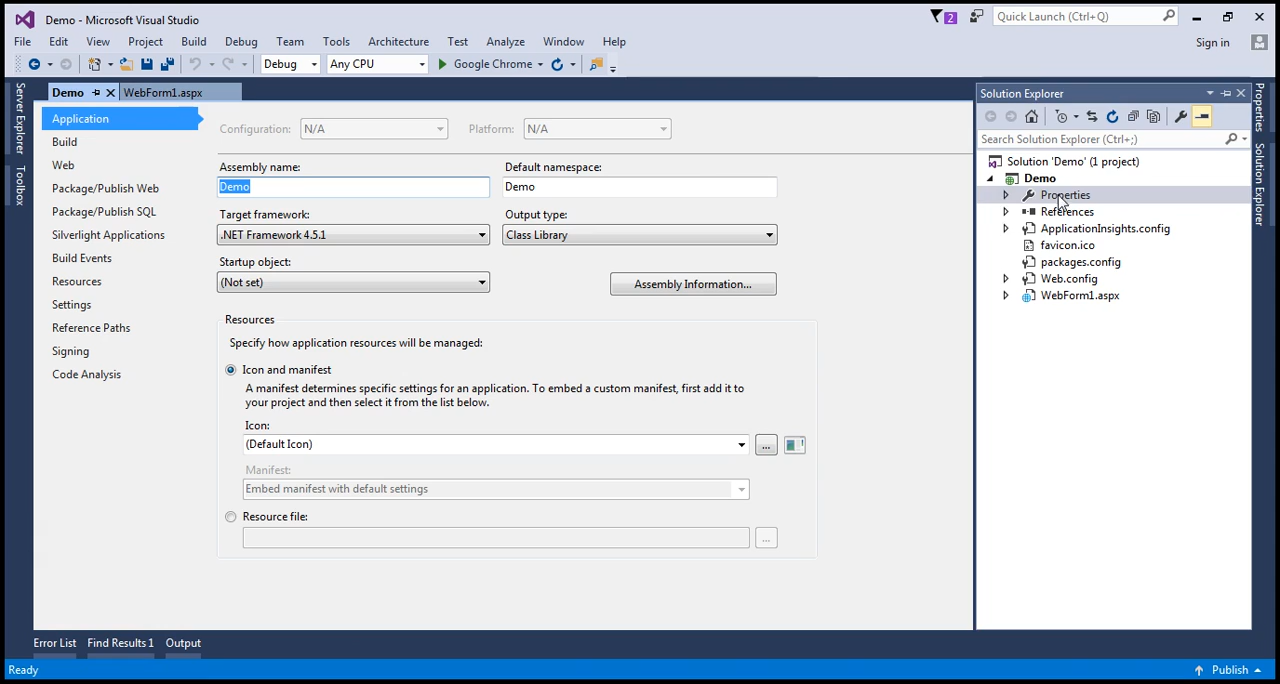 Demo - Microsoft Visual Studio
2
Quick Launch (Ctrl+Q)
File Edit View Project Build Debug Team Tools Architecture Test Analyze Window Help
Sign in
Debug Any CPU Google Chrome
Server Explorer
Toolbox
Demo WebForm1.aspx
Application
Build
Web
Package/Publish Web
Package/Publish SQL
Silverlight Applications
Build Events
Resources
Settings
Reference Paths
Signing
Code Analysis
Configuration: N/A Platform: N/A
Assembly name: Default namespace:
Demo Demo
Target framework: Output type:
.NET Framework 4.5.1 Class Library
Startup object:
(Not set) Assembly Information...
Resources
Specify how application resources will be managed:
Icon and manifest
A manifest determines specific settings for an application. To embed a custom manifest, first add it to
your project and then select it from the list below.
Icon:
(Default Icon) ...
Manifest:
Embed manifest with default settings
Resource file:
...
Solution Explorer
Search Solution Explorer (Ctrl+;)
Solution 'Demo' (1 project)
Demo
Properties
References
ApplicationInsights.config
favicon.ico
packages.config
Web.config
WebForm1.aspx
Properties
Solution Explorer
Error List Find Results 1 Output
Ready
Publish